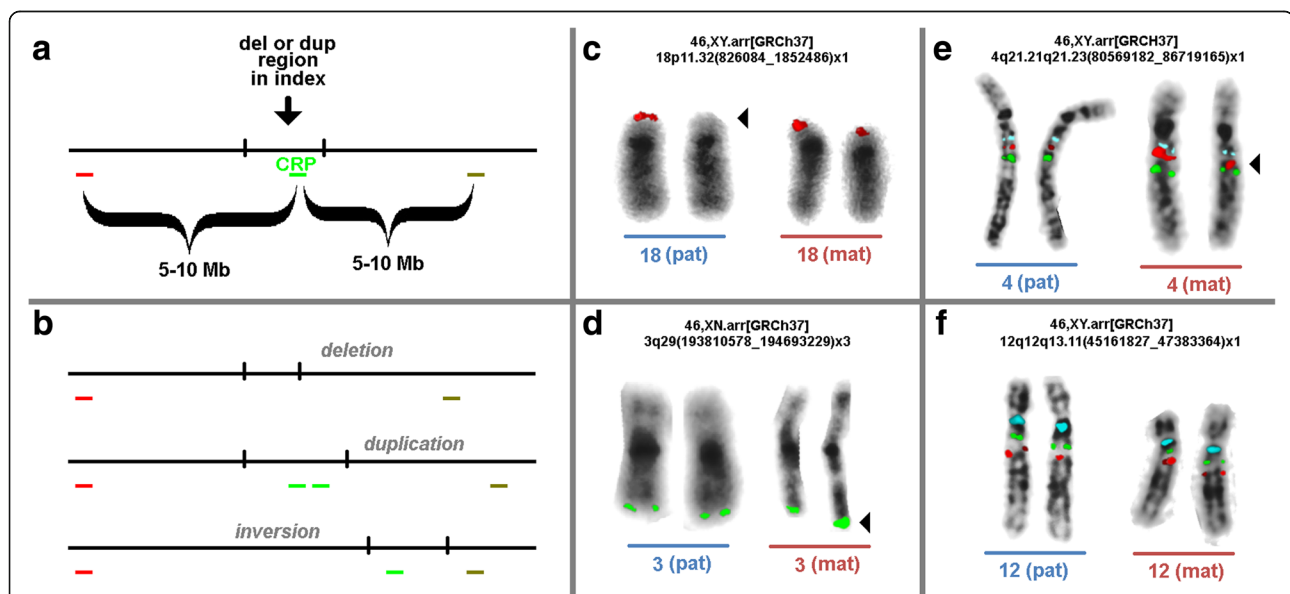 a
del or dup
region
in index
CRP
5-10 Mb
5-10 Mb
b
deletion
duplication
inversion
c
46,XY.arr[GRCh37]
18p11.32(826084_1852486)x1
18 (pat)
18 (mat)
d
46,XN.arr[GRCh37]
3q29(193810578_194693229)x3
3 (pat)
3 (mat)
e
46,XY.arr[GRCH37]
4q21.21q21.23(80569182_86719165)x1
4 (pat)
4 (mat)
f
46,XY.arr[GRCh37]
12q12q13.11(45161827_47383364)x1
12 (pat)
12 (mat)